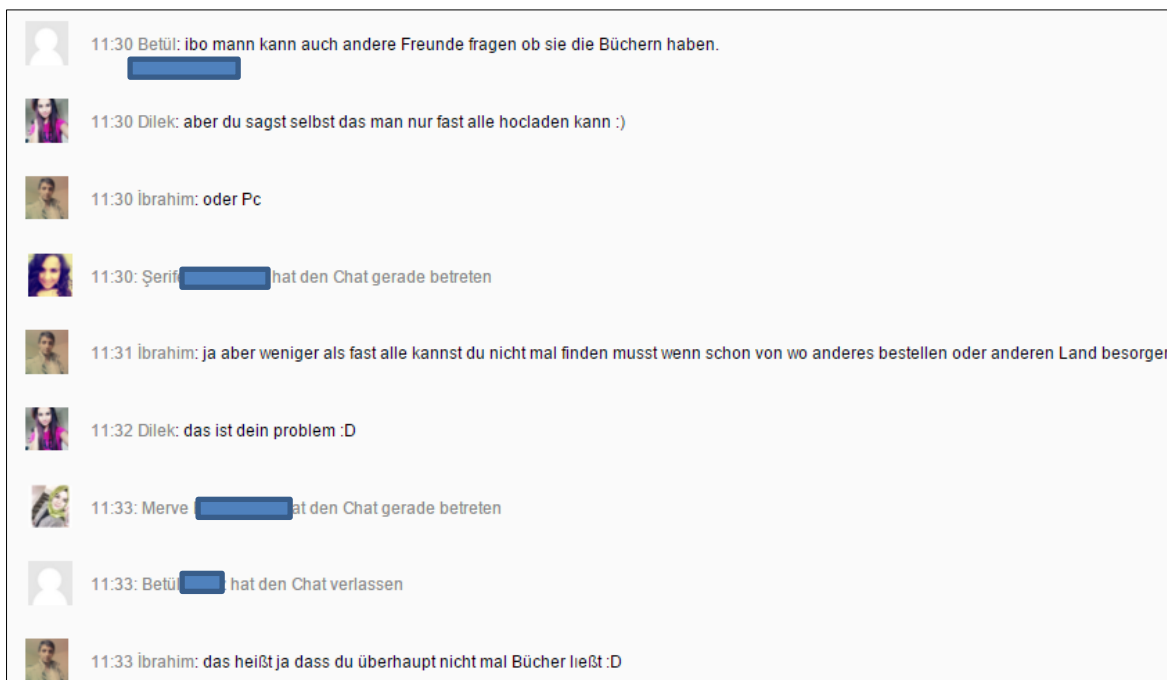 11:30 Betül: ibo mann kann auch andere Freunde fragen ob sie die Büchern haben.
11:30 Dilek: aber du sagst selbst das man nur fast alle hocladen kann :)
11:30 İbrahim: oder Pc
11:30: Şerife hat den Chat gerade betreten
11:31 İbrahim: ja aber weniger als fast alle kannst du nicht mal finden musst wenn schon von wo anderes bestellen oder anderen Land besorgen
11:32 Dilek: das ist dein problem :D
11:33: Merve at den Chat gerade betreten
11:33: Betül hat den Chat verlassen
11:33 İbrahim: das heißt ja dass du überhaupt nicht mal Bücher ließt :D